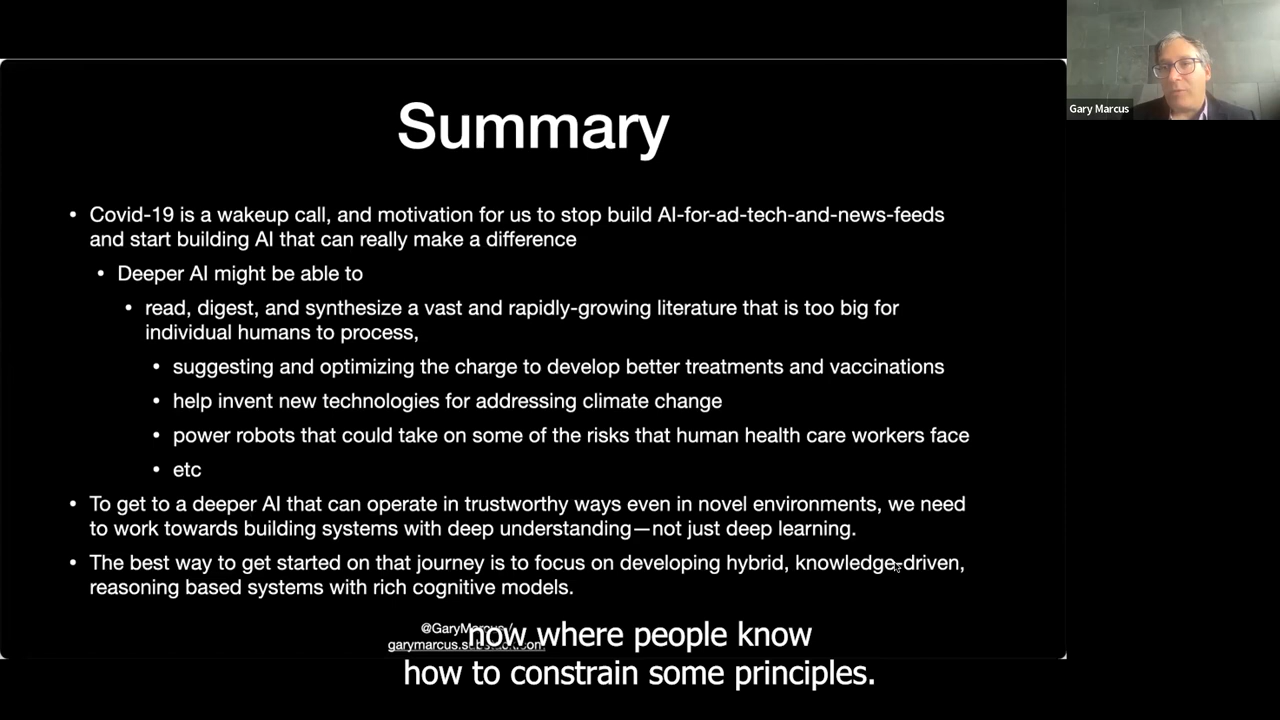 Gary Marcus
Summary
• Covid-19 is a wakeup call, and motivation for us to stop build AI-for-ad-tech-and-news-feeds
and start building AI that can really make a difference
• Deeper AI might be able to
• read, digest, and synthesize a vast and rapidly-growing literature that is too big for
individual humans to process,
• suggesting and optimizing the charge to develop better treatments and vaccinations
• help invent new technologies for addressing climate change
• power robots that could take on some of the risks that human health care workers face
• etc
• To get to a deeper AI that can operate in trustworthy ways even in novel environments, we need
to work towards building systems with deep understanding—not just deep learning.
• The best way to get started on that journey is to focus on developing hybrid, knowledge-driven,
reasoning based systems with rich cognitive models.
@GaryMarcus /
garymarcus.substack.com
now where people know
how to constrain some principles.